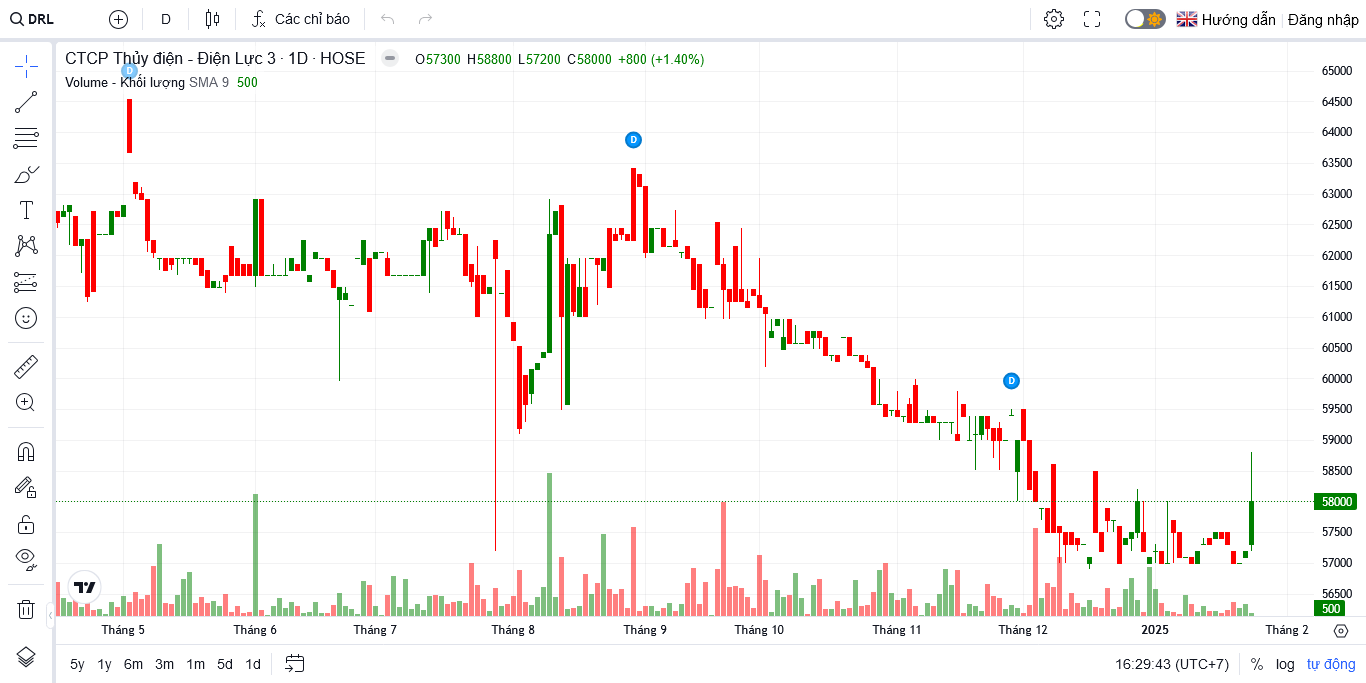 DRL
D
Các chỉ báo
Hướng dẫn
Đăng nhập
CTCP Thủy điện - Điện Lực 3 · 1D · HOSE
O57300 H58800 L57200 C58000 +800 (+1.40%)
Volume - Khối lượng SMA 9 500
D
D
D
65000
64500
64000
63500
63000
62500
62000
61500
61000
60500
60000
59500
59000
58500
58000
57500
57000
56500
500
Tháng 5
Tháng 6
Tháng 7
Tháng 8
Tháng 9
Tháng 10
Tháng 11
Tháng 12
2025
Tháng 2
5y 1y 6m 3m 1m 5d 1d
16:29:43 (UTC+7)
%
log
tự động